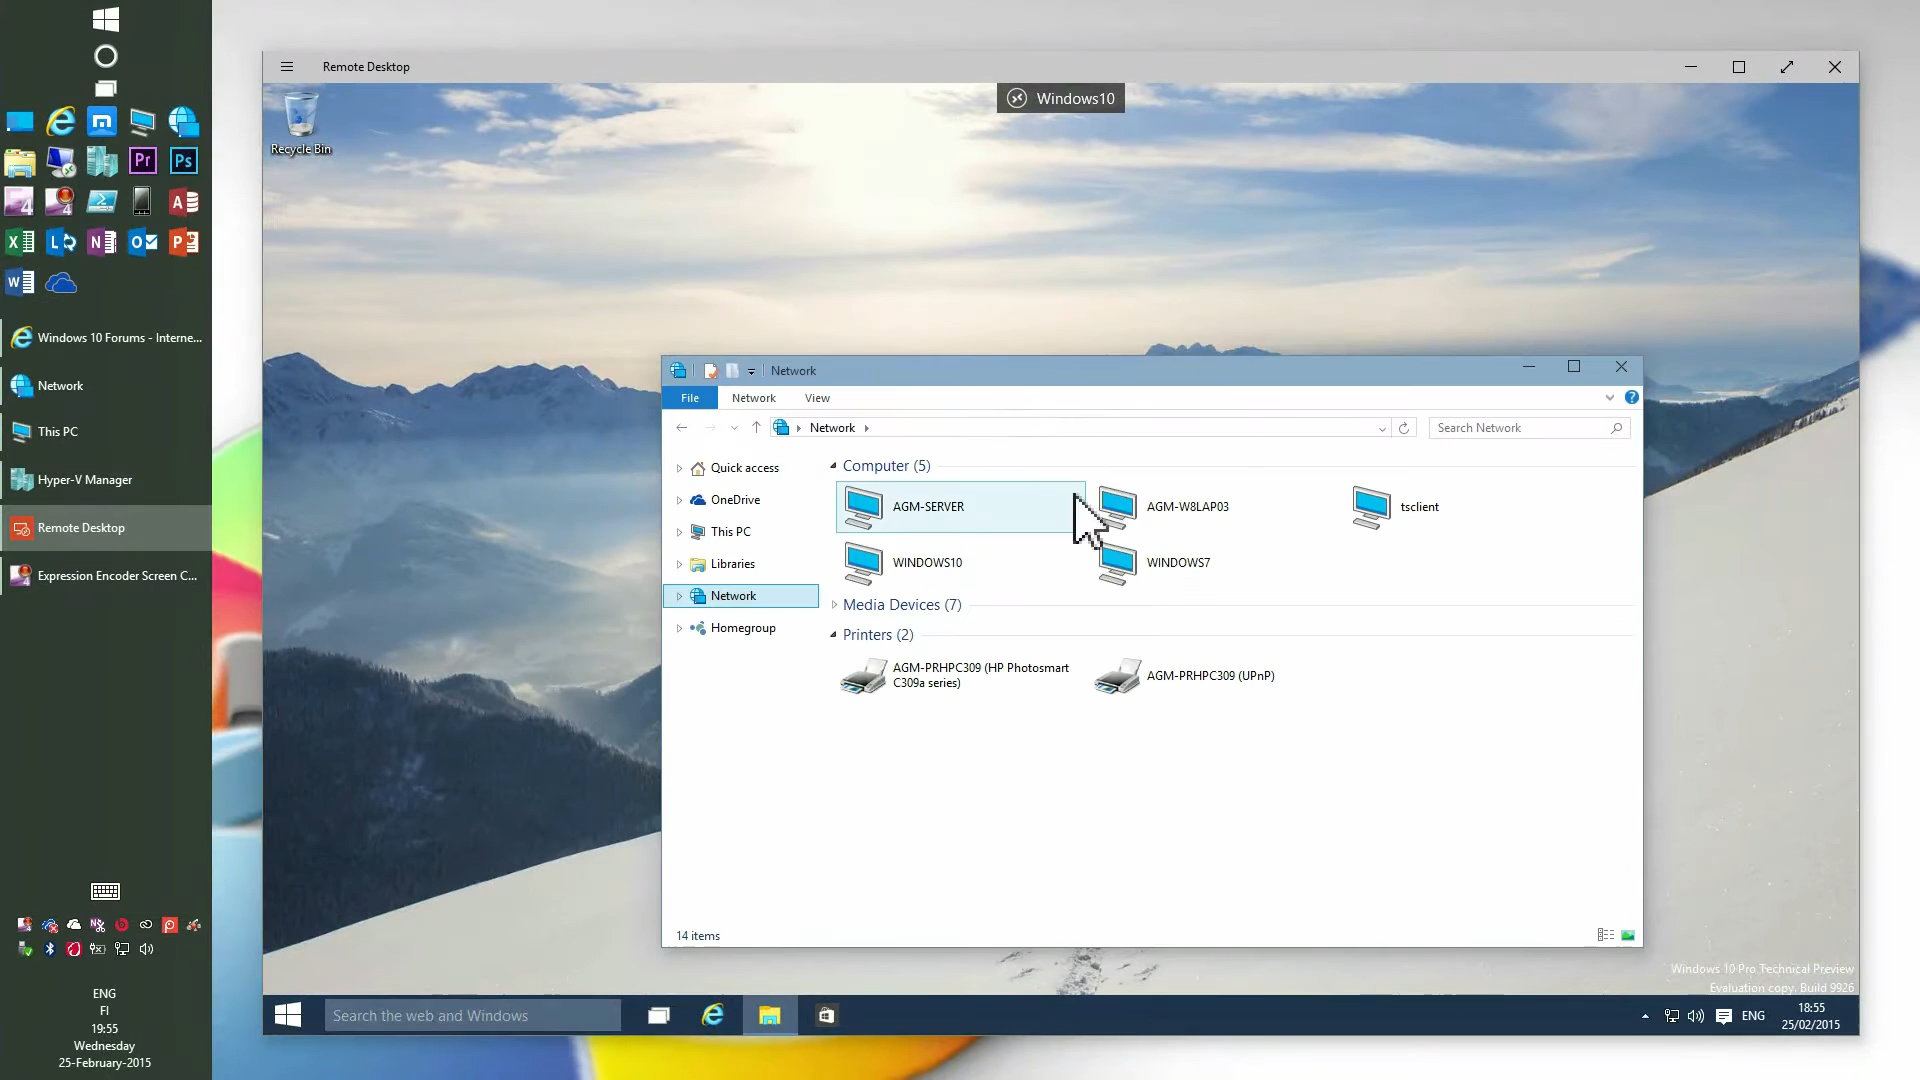 Windows 10 Forums - Interne...
Network
This PC
Hyper-V Manager
Remote Desktop
Expression Encoder Screen C...
ENG
FI
19:55
Wednesday
25-February-2015
Remote Desktop
Windows10
Recycle Bin
Network
File
Network
View
Network
Search Network
Quick access
OneDrive
This PC
Libraries
Network
Homegroup
Computer (5)
AGM-SERVER
AGM-W8LAP03
tsclient
WINDOWS10
WINDOWS7
Media Devices (7)
Printers (2)
AGM-PRHPC309 (HP Photosmart
C309a series)
AGM-PRHPC309 (UPnP)
14 items
Windows 10 Pro Technical Preview
Evaluation copy. Build 9926
Search the web and Windows
ENG
18:55
25/02/2015